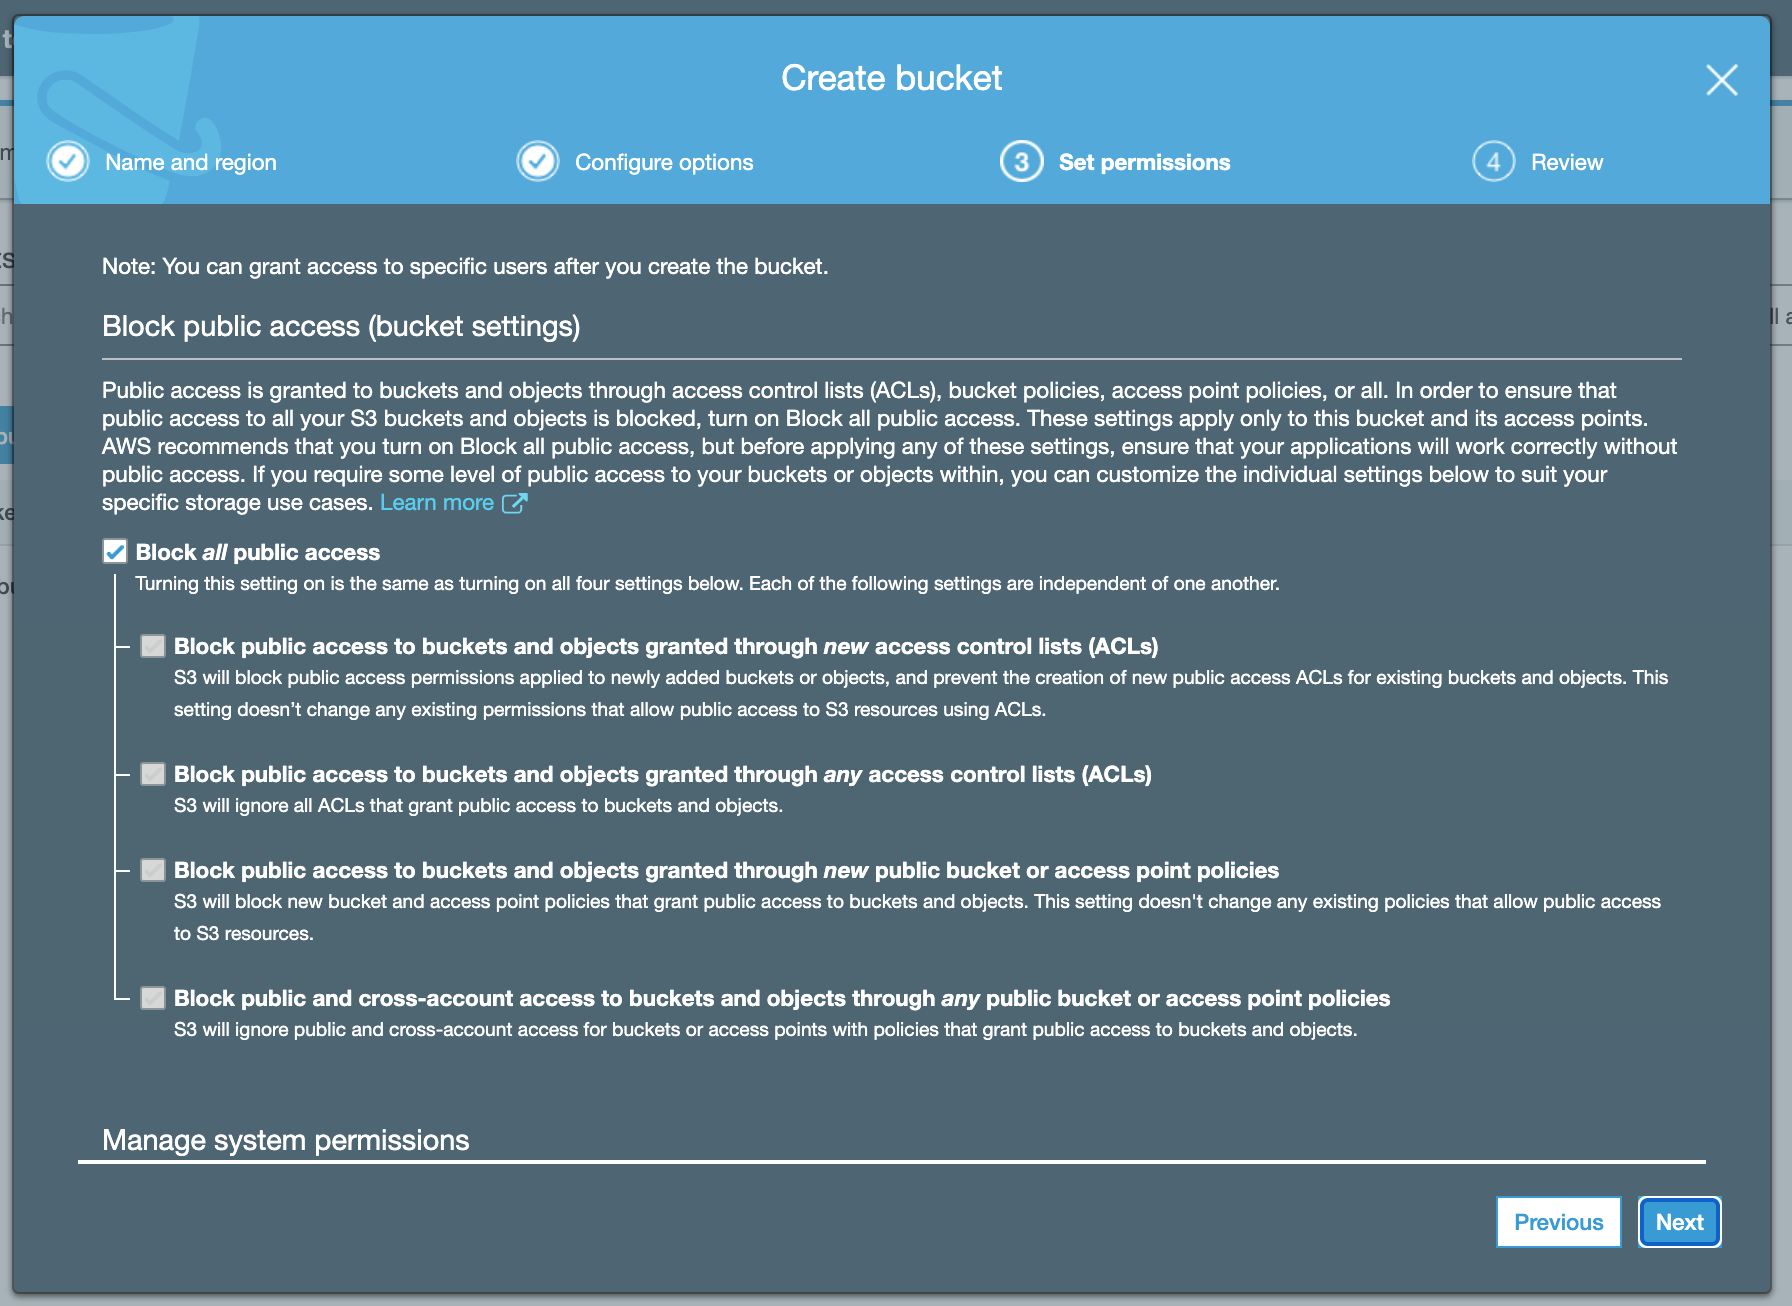 Create bucket
Name and region
Configure options
3 Set permissions
4 Review
Note: You can grant access to specific users after you create the bucket.
Block public access (bucket settings)
Public access is granted to buckets and objects through access control lists (ACLs), bucket policies, access point policies, or all. In order to ensure that
public access to all your S3 buckets and objects is blocked, turn on Block all public access. These settings apply only to this bucket and its access points.
AWS recommends that you turn on Block all public access, but before applying any of these settings, ensure that your applications will work correctly without
public access. If you require some level of public access to your buckets or objects within, you can customize the individual settings below to suit your
specific storage use cases. Learn more
Block all public access
Turning this setting on is the same as turning on all four settings below. Each of the following settings are independent of one another.
Block public access to buckets and objects granted through new access control lists (ACLs)
S3 will block public access permissions applied to newly added buckets or objects, and prevent the creation of new public access ACLs for existing buckets and objects. This
setting doesn’t change any existing permissions that allow public access to S3 resources using ACLs.
Block public access to buckets and objects granted through any access control lists (ACLs)
S3 will ignore all ACLs that grant public access to buckets and objects.
Block public access to buckets and objects granted through new public bucket or access point policies
S3 will block new bucket and access point policies that grant public access to buckets and objects. This setting doesn't change any existing policies that allow public access
to S3 resources.
Block public and cross-account access to buckets and objects through any public bucket or access point policies
S3 will ignore public and cross-account access for buckets or access points with policies that grant public access to buckets and objects.
Manage system permissions
Previous
Next